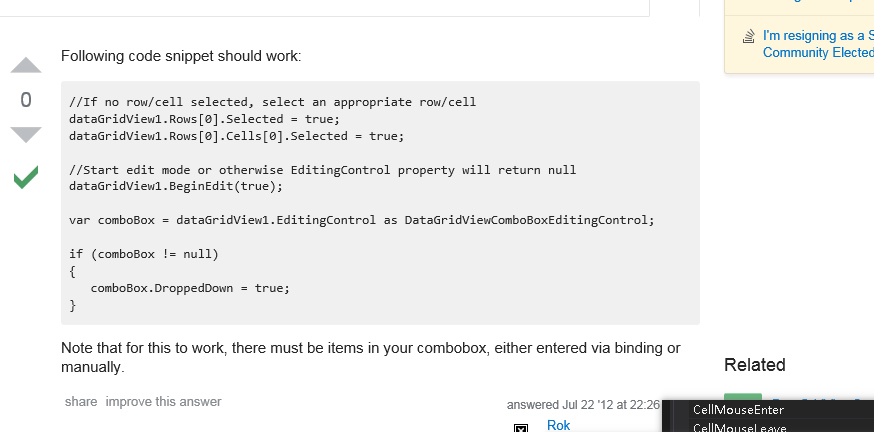 I'm resigning as a S
Community Elected
Following code snippet should work:
0
//If no row/cell selected, select an appropriate row/cell
dataGridView1.Rows[0].Selected = true;
dataGridView1.Rows[0].Cells[0].Selected = true;
//Start edit mode or otherwise EditingControl property will return null
dataGridView1.BeginEdit(true);
var comboBox = dataGridView1.EditingControl as DataGridViewComboBoxEditingControl;
if (comboBox != null)
{
comboBox.DroppedDown = true;
}
Note that for this to work, there must be items in your combobox, either entered via binding or
manually.
share improve this answer
answered Jul 22 '12 at 22:26
Rok
Related
CellMouseEnter
CellMouseLeave